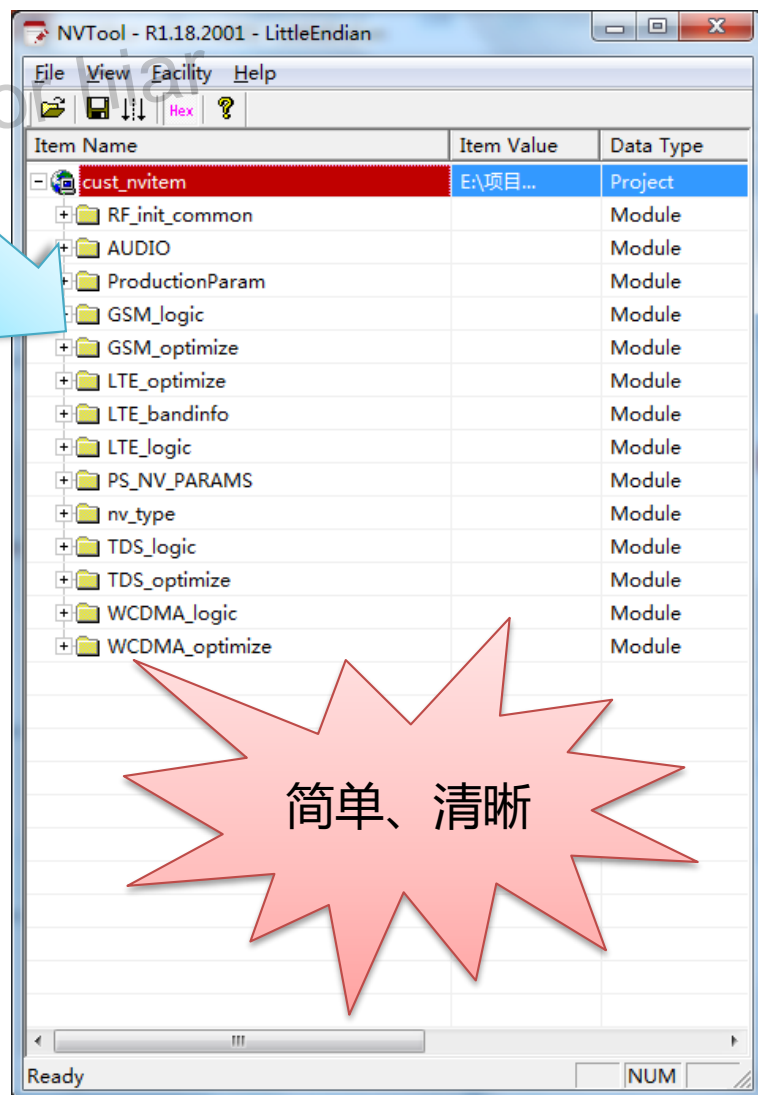 NVTool - R1.18.2001 - LittleEndian
File View Facility Help
Hex
Item Name Item Value Data Type
cust_nvitem E:\项目... Project
RF_init_common Module
AUDIO Module
ProductionParam Module
GSM_logic Module
GSM_optimize Module
LTE_optimize Module
LTE_bandinfo Module
LTE_logic Module
PS_NV_PARAMS Module
nv_type Module
TDS_logic Module
TDS_optimize Module
WCDMA_logic Module
WCDMA_optimize Module
简单、清晰
Ready NUM